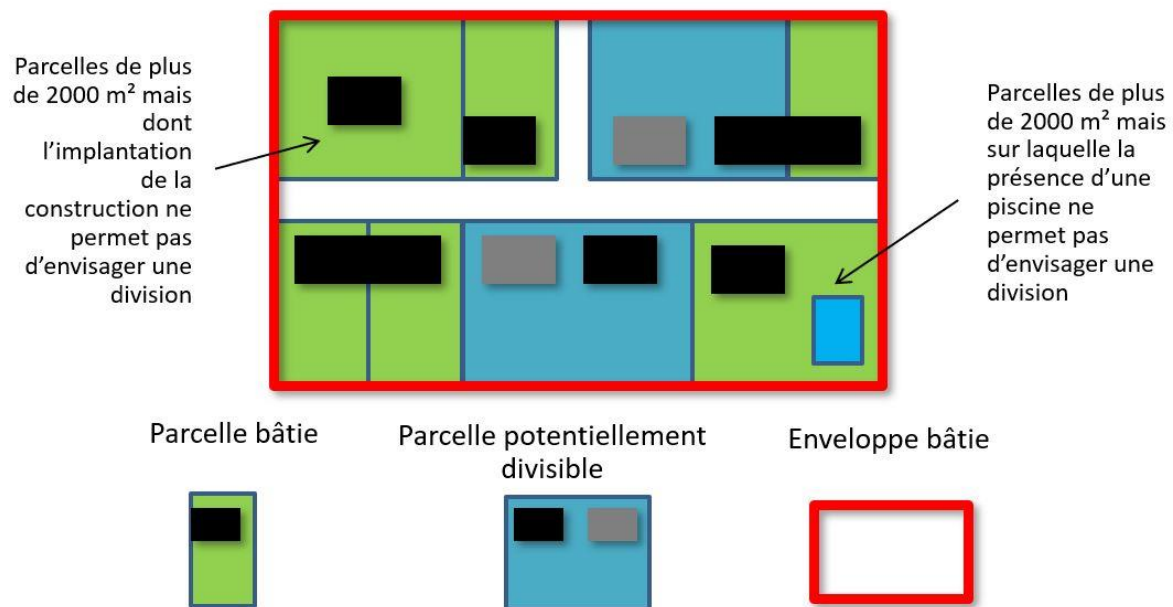 Parcelles de plus
de 2000 m² mais
dont
l’implantation
de la
construction ne
permet pas
d’envisager une
division
Parcelles de plus
de 2000 m² mais
sur laquelle la
présence d’une
piscine ne
permet pas
d’envisager une
division
Parcelle bâtie
Parcelle potentiellement
divisible
Enveloppe bâtie